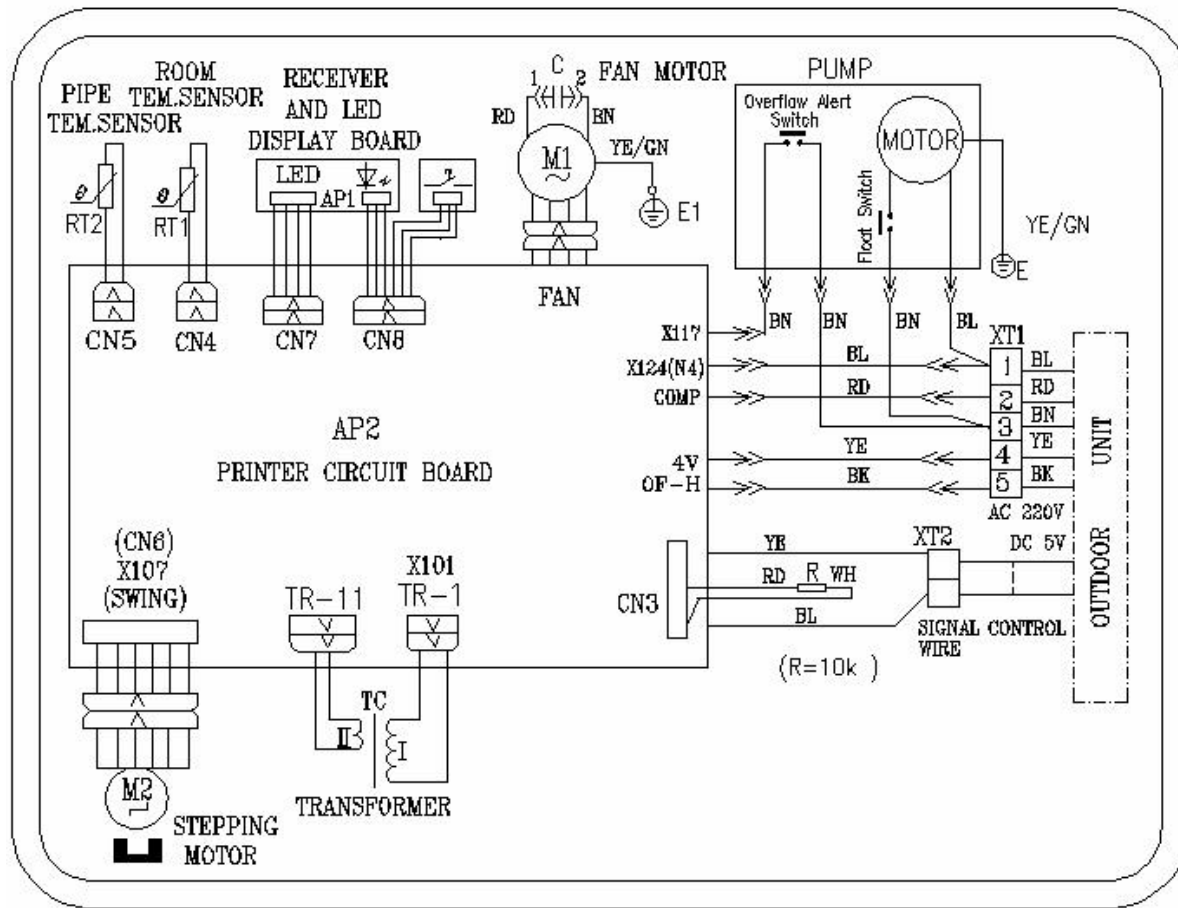 PIPE
TEM.SENSOR
ROOM
TEM.SENSOR
RECEIVER
AND LED
DISPLAY BOARD
1 C 2
FAN MOTOR
RD
BN
M1
YE/GN
E1
PUMP
Overflow Alert
Switch
MOTOR
Float Switch
YE/GN
E
θ
RT2
θ
RT1
LED
AP1
CN5
CN4
CN7
CN8
FAN
BN
BN
BN
BL
X117
X124(N4)
BL
COMP
RD
4V
YE
OF-H
BK
XT1
1 BL
2 RD
3 BN
4 YE
5 BK
AC 220V
OUTDOOR UNIT
AP2
PRINTER CIRCUIT BOARD
CN3
YE
RD R WH
BL
(R=10k )
XT2
DC 5V
SIGNAL CONTROL
WIRE
(CN6)
X107
(SWING)
TR-11
X101
TR-1
TC
II
I
TRANSFORMER
M2
STEPPING
MOTOR